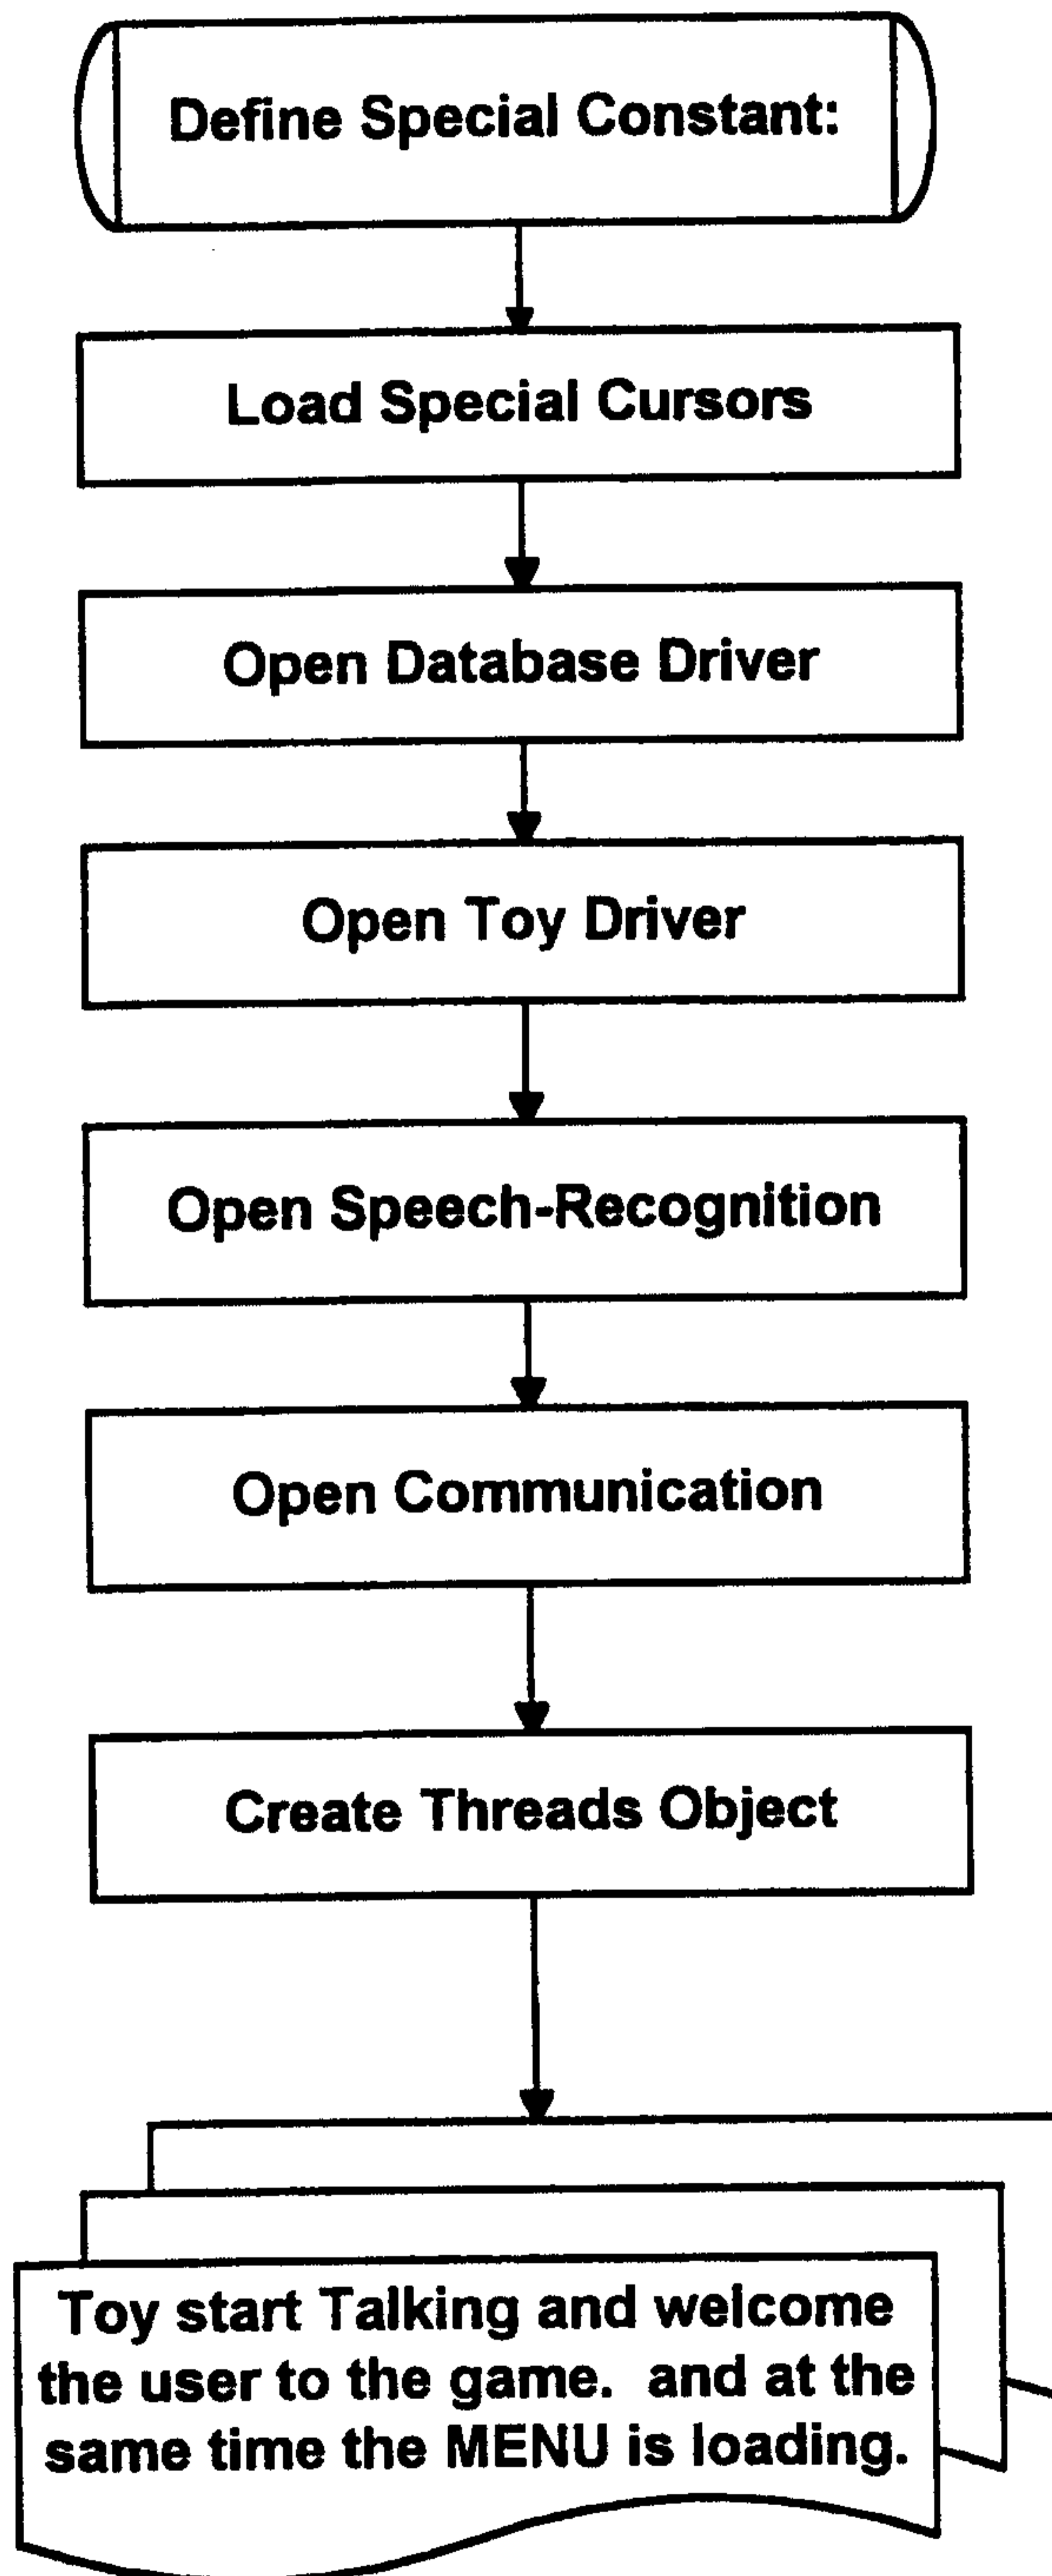 Define Special Constant:
Load Special Cursors
Open Database Driver
Open Toy Driver
Open Speech-Recognition
Open Communication
Create Threads Object
Toy start Talking and welcome
the user to the game.  and at the
same time the MENU is loading.